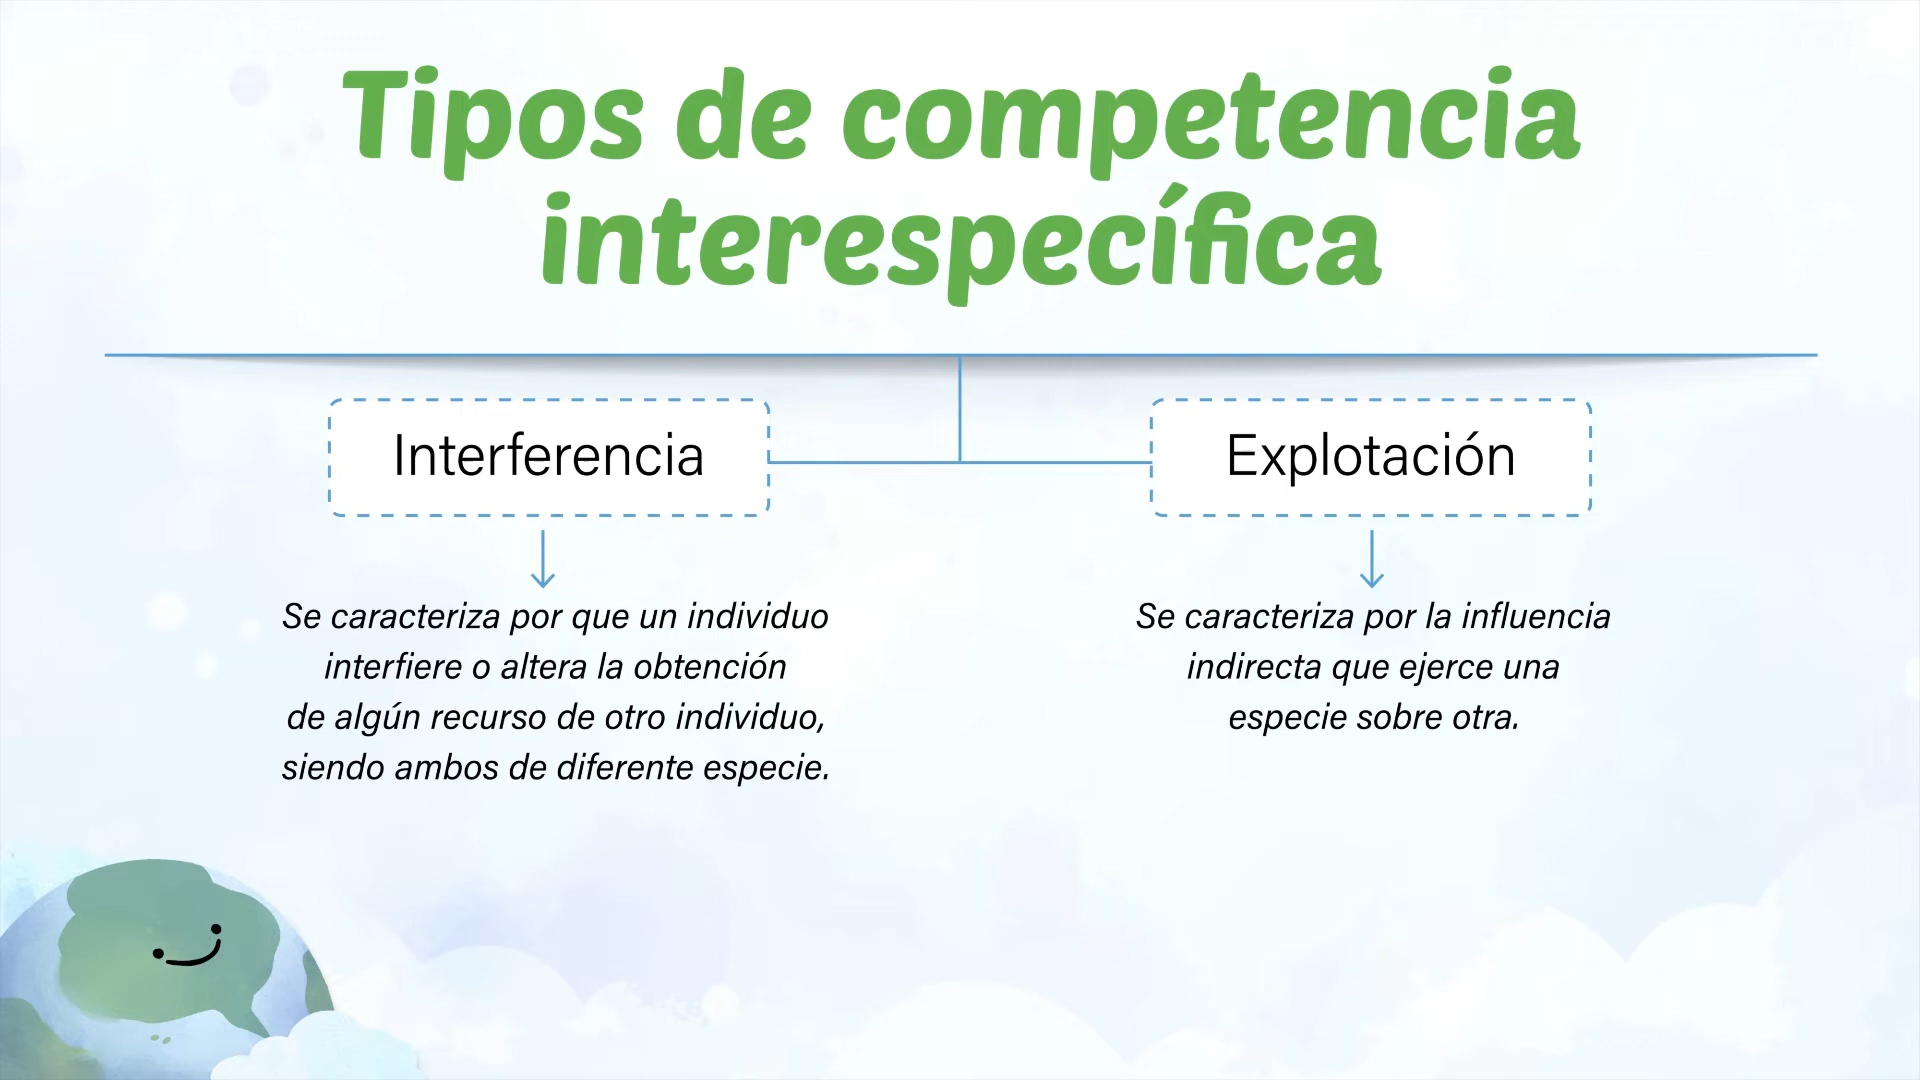 Tipos de competencia
interespecífica
Interferencia
Explotación
Se caracteriza por que un individuo
interfiere o altera la obtención
de algún recurso de otro individuo,
siendo ambos de diferente especie.
Se caracteriza por la influencia
indirecta que ejerce una
especie sobre otra.